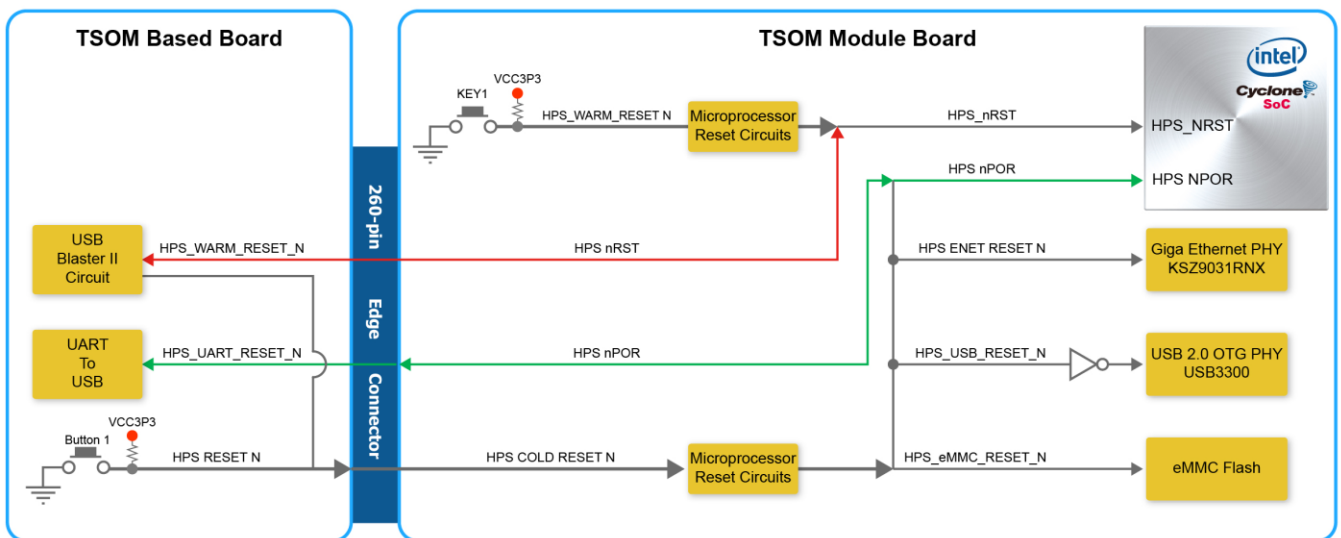 TSOM Based Board
TSOM Module Board
VCC3P3
KEY1
HPS_WARM_RESET N
Microprocessor
Reset Circuits
HPS_nRST
intel
Cyclone
SoC
HPS_NRST
HPS nPOR
HPS NPOR
260-pin Edge Connector
USB
Blaster II
Circuit
HPS_WARM_RESET_N
HPS nRST
HPS ENET RESET N
Giga Ethernet PHY
KSZ9031RNX
UART
To
USB
HPS_UART_RESET_N
HPS nPOR
HPS_USB_RESET_N
USB 2.0 OTG PHY
USB3300
VCC3P3
Button 1
HPS RESET N
HPS COLD RESET N
Microprocessor
Reset Circuits
HPS_eMMC_RESET_N
eMMC Flash